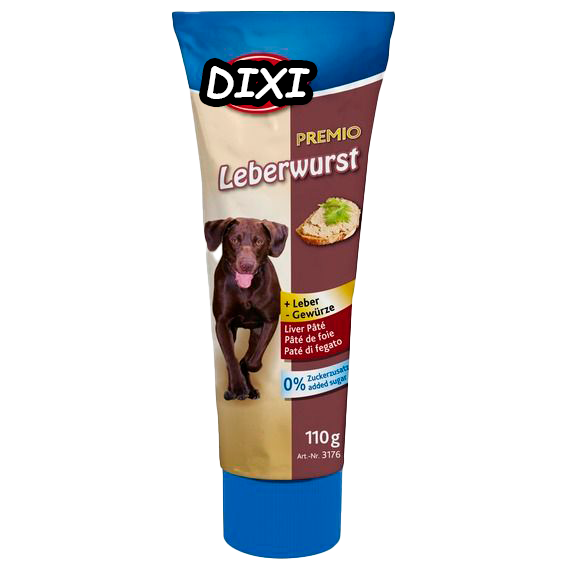 DIXI
PREMIO
Leberwurst
+ Leber
- Gewürze
Liver Pâté
Pâté de foie
Paté di fegato
0% Zuckerzusatz
added sugar
110g
Art.-Nr. 3176